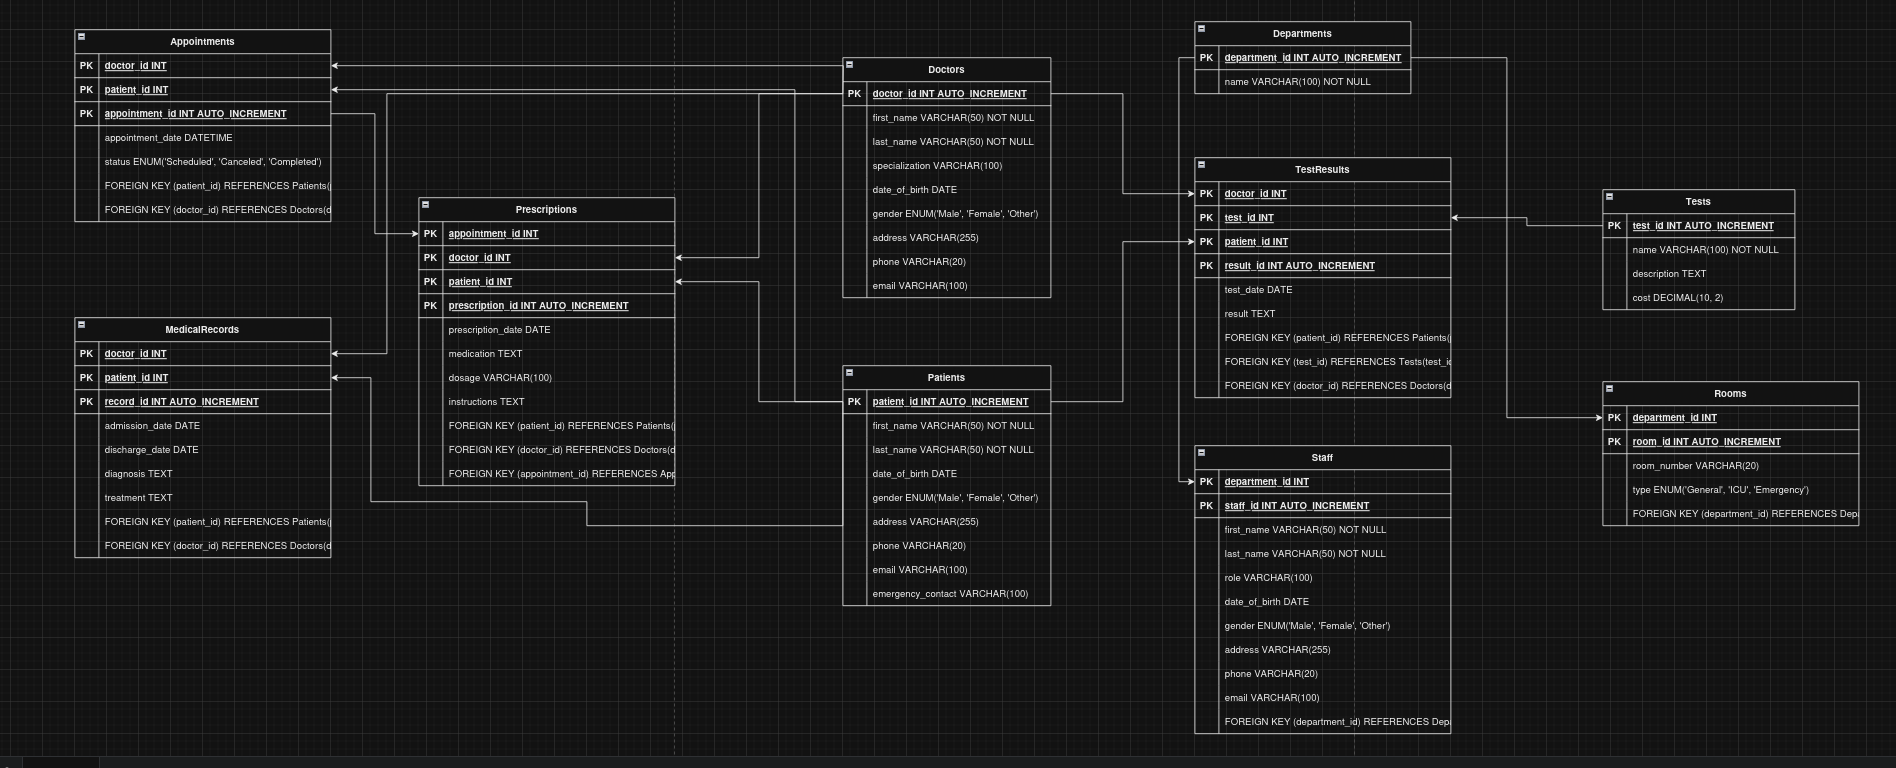 Appointments
PK doctor_id INT
PK patient_id INT
PK appointment_id INT AUTO_INCREMENT
appointment_date DATETIME
status ENUM('Scheduled', 'Canceled', 'Completed')
FOREIGN KEY (patient_id) REFERENCES Patients(
FOREIGN KEY (doctor_id) REFERENCES Doctors(d
MedicalRecords
PK doctor_id INT
PK patient_id INT
PK record_id INT AUTO_INCREMENT
admission_date DATE
discharge_date DATE
diagnosis TEXT
treatment TEXT
FOREIGN KEY (patient_id) REFERENCES Patients(
FOREIGN KEY (doctor_id) REFERENCES Doctors(d
Prescriptions
PK appointment_id INT
PK doctor_id INT
PK patient_id INT
PK prescription_id INT AUTO_INCREMENT
prescription_date DATE
medication TEXT
dosage VARCHAR(100)
instructions TEXT
FOREIGN KEY (patient_id) REFERENCES Patients(
FOREIGN KEY (doctor_id) REFERENCES Doctors(d
FOREIGN KEY (appointment_id) REFERENCES App
Doctors
PK doctor_id INT AUTO_INCREMENT
first_name VARCHAR(50) NOT NULL
last_name VARCHAR(50) NOT NULL
specialization VARCHAR(100)
date_of_birth DATE
gender ENUM('Male', 'Female', 'Other')
address VARCHAR(255)
phone VARCHAR(20)
email VARCHAR(100)
Patients
PK patient_id INT AUTO_INCREMENT
first_name VARCHAR(50) NOT NULL
last_name VARCHAR(50) NOT NULL
date_of_birth DATE
gender ENUM('Male', 'Female', 'Other')
address VARCHAR(255)
phone VARCHAR(20)
email VARCHAR(100)
emergency_contact VARCHAR(100)
Departments
PK department_id INT AUTO_INCREMENT
name VARCHAR(100) NOT NULL
TestResults
PK doctor_id INT
PK test_id INT
PK patient_id INT
PK result_id INT AUTO_INCREMENT
test_date DATE
result TEXT
FOREIGN KEY (patient_id) REFERENCES Patients(
FOREIGN KEY (test_id) REFERENCES Tests(test_i
FOREIGN KEY (doctor_id) REFERENCES Doctors(d
Staff
PK department_id INT
PK staff_id INT AUTO_INCREMENT
first_name VARCHAR(50) NOT NULL
last_name VARCHAR(50) NOT NULL
role VARCHAR(100)
date_of_birth DATE
gender ENUM('Male', 'Female', 'Other')
address VARCHAR(255)
phone VARCHAR(20)
email VARCHAR(100)
FOREIGN KEY (department_id) REFERENCES Dep
Tests
PK test_id INT AUTO_INCREMENT
name VARCHAR(100) NOT NULL
description TEXT
cost DECIMAL(10, 2)
Rooms
PK department_id INT
PK room_id INT AUTO_INCREMENT
room_number VARCHAR(20)
type ENUM('General', 'ICU', 'Emergency')
FOREIGN KEY (department_id) REFERENCES Dep